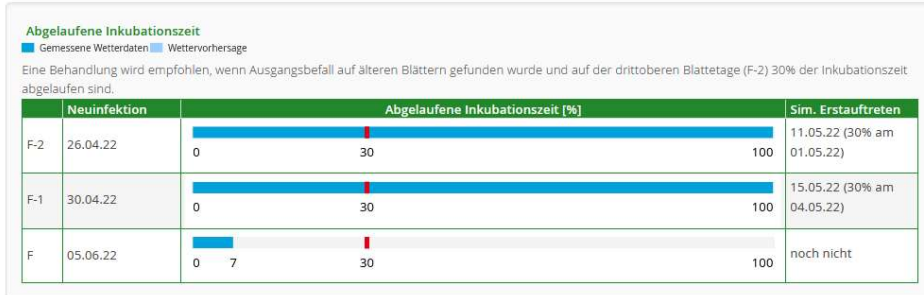 Abgelaufene Inkubationszeit
Gemessene Wetterdaten Wettervorhersage
Eine Behandlung wird empfohlen, wenn Ausgangsbefall auf älteren Blättern gefunden wurde und auf der drittoberen Blattetage (F-2) 30% der Inkubationszeit
abgelaufen sind.
Neuinfektion Abgelaufene Inkubationszeit [%] Sim. Erstauftreten
F-2 26.04.22 0 30 100 11.05.22 (30% am
01.05.22)
F-1 30.04.22 0 30 100 15.05.22 (30% am
04.05.22)
F 05.06.22 0 7 30 100 noch nicht